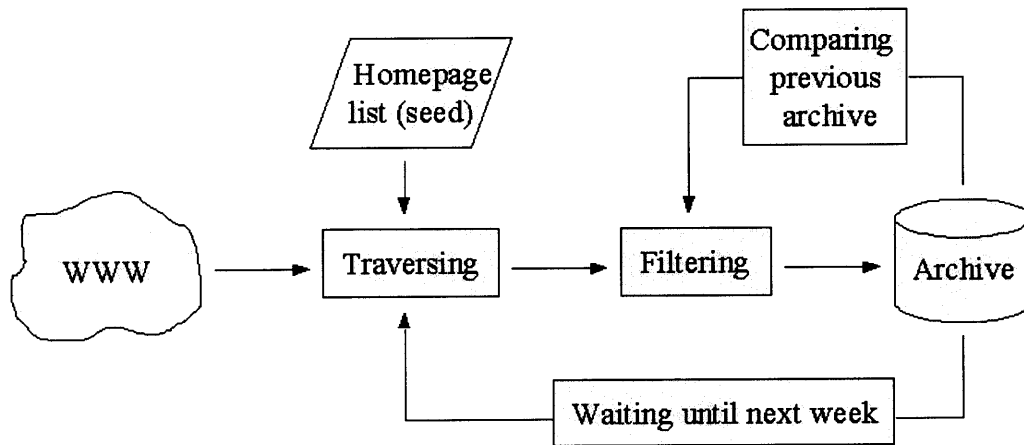 Homepage
list (seed)
Comparing
previous
archive
WWW
Traversing
Filtering
Archive
Waiting until next week